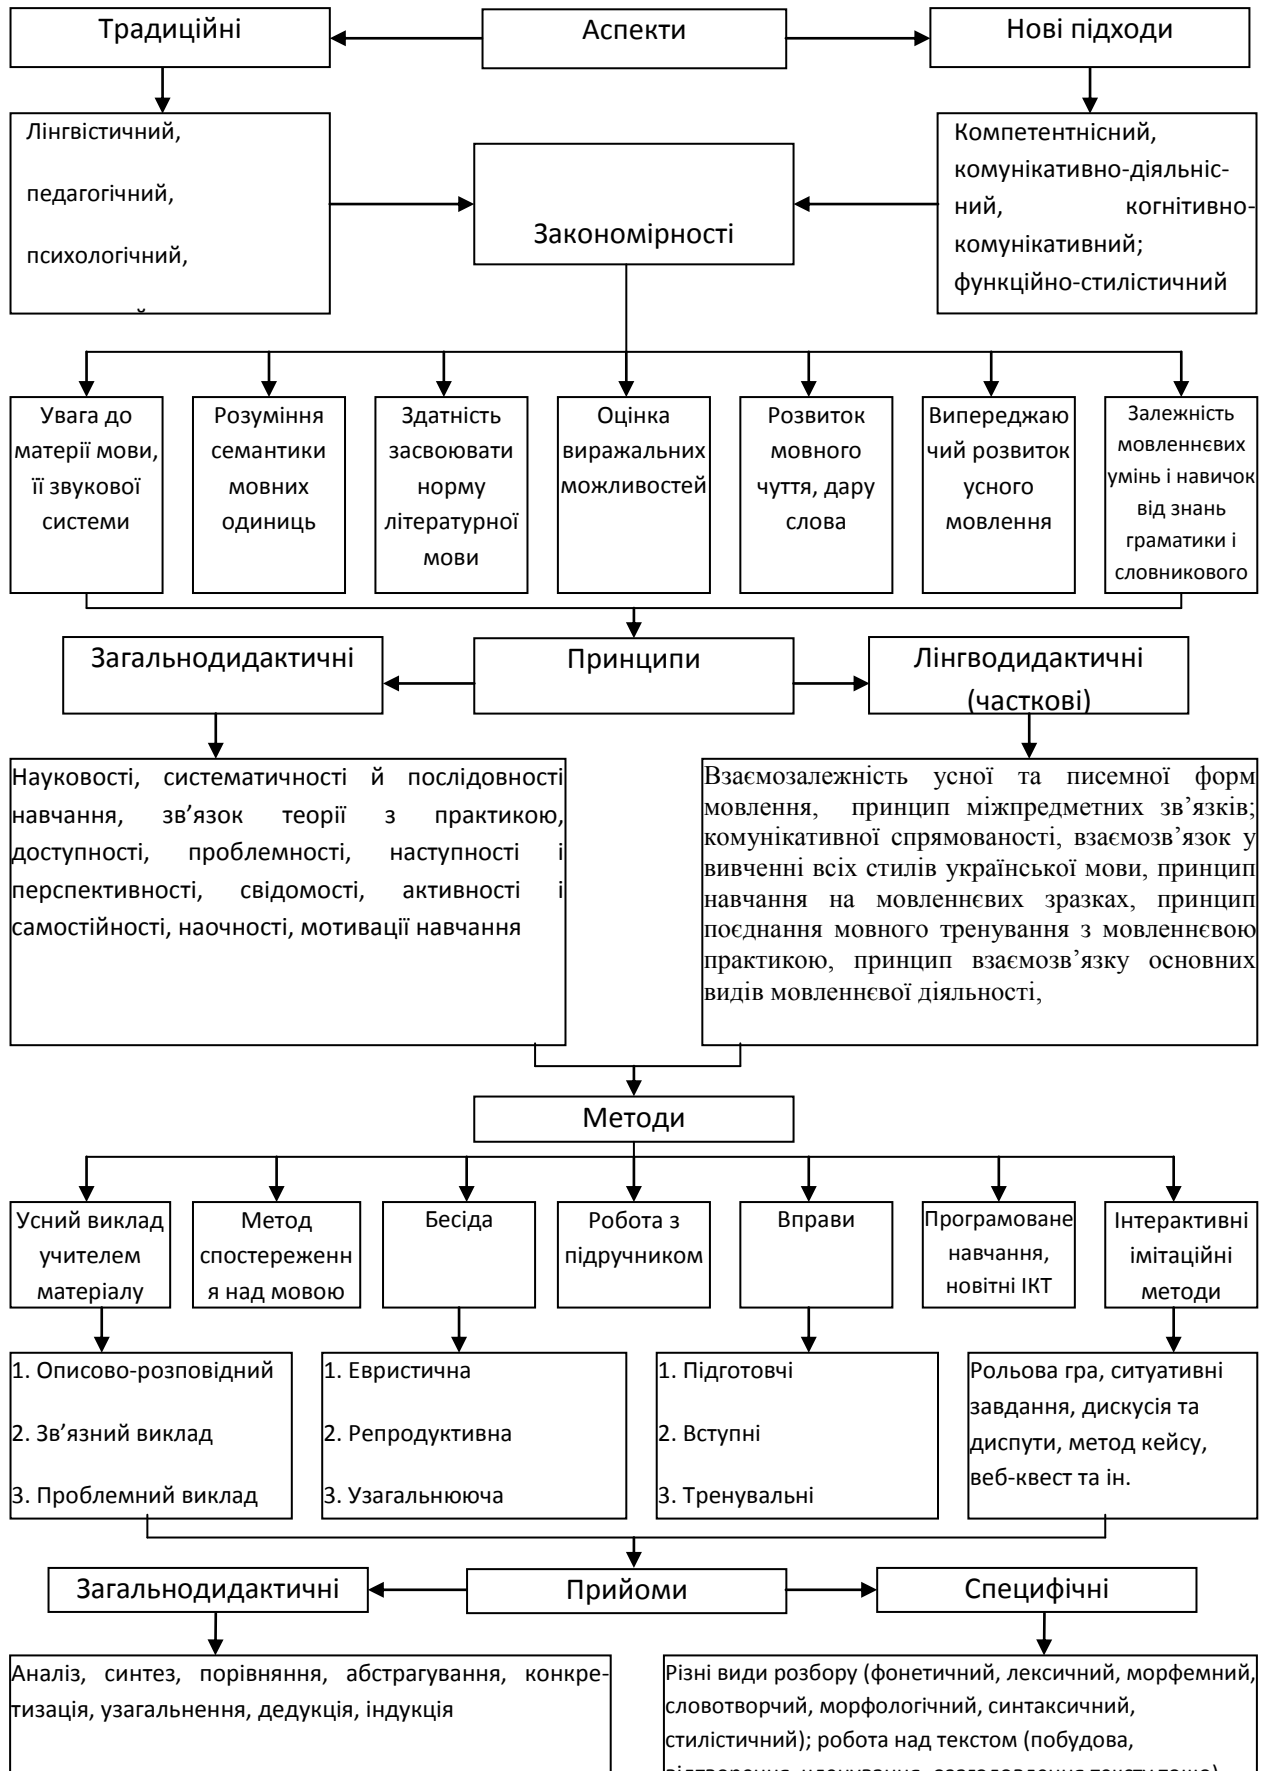 Традиційні
Аспекти
Нові підходи
Лінгвістичний,
педагогічний,
психологічний,
Закономірності
Компетентнісний,
комунікативно-діяльніс-
ний, когнітивно-
комунікативний;
функційно-стилістичний
Увага до
матерії мови,
її звукової
системи
Розуміння
семантики
мовних
одиниць
Здатність
засвоювати
норму
літературної
мови
Оцінка
виражальних
можливостей
Розвиток
мовного
чуття, дару
слова
Випереджаю
чий розвиток
усного
мовлення
Залежність
мовленнєвих
умінь і навичок
від знань
граматики і
словникового
Загальнодидактичні
Принципи
Лінгводидактичні
(часткові)
Науковості, систематичності й послідовності
навчання, зв’язок теорії з практикою,
доступності, проблемності, наступності і
перспективності, свідомості, активності і
самостійності, наочності, мотивації навчання
Взаємозалежність усної та писемної форм
мовлення, принцип міжпредметних зв’язків;
комунікативної спрямованості, взаємозв’язок у
вивченні всіх стилів української мови, принцип
навчання на мовленнєвих зразках, принцип
поєднання мовного тренування з мовленнєвою
практикою, принцип взаємозв’язку основних
видів мовленнєвої діяльності,
Методи
Усний виклад
учителем
матеріалу
Метод
спостереженн
я над мовою
Бесіда
Робота з
підручником
Вправи
Програмоване
навчання,
новітні ІКТ
Інтерактивні
імітаційні
методи
1. Описово-розповідний
2. Зв’язний виклад
3. Проблемний виклад
1. Евристична
2. Репродуктивна
3. Узагальнююча
1. Підготовчі
2. Вступні
3. Тренувальні
Рольова гра, ситуативні
завдання, дискусія та
диспути, метод кейсу,
веб-квест та ін.
Загальнодидактичні
Прийоми
Специфічні
Аналіз, синтез, порівняння, абстрагування, конкре-
тизація, узагальнення, дедукція, індукція
Різні види розбору (фонетичний, лексичний, морфемний,
словотворчий, морфологічний, синтаксичний,
стилістичний); робота над текстом (побудова,